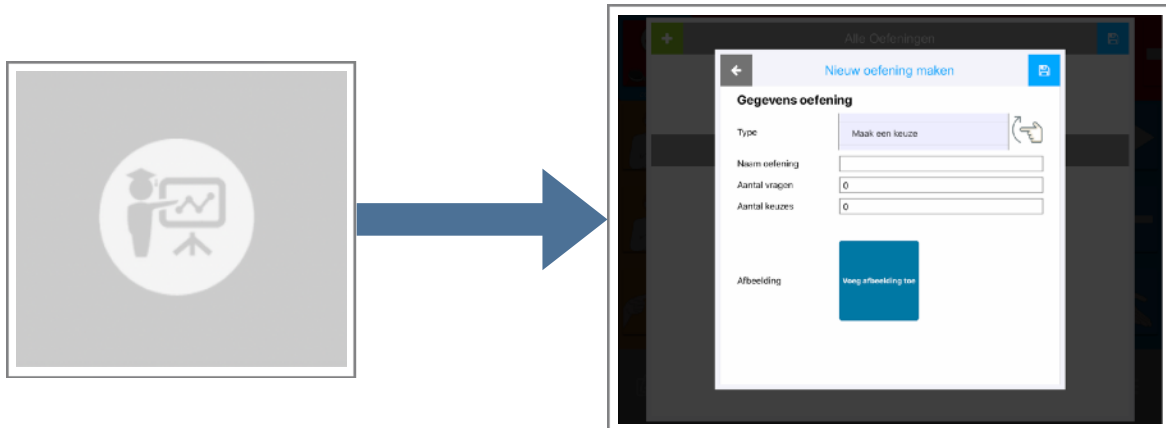 Alle Oefeningen
Nieuw oefening maken
Gegevens oefening
Type
Maak een keuze
Naam oefening
Aantal vragen
0
Aantal keuzes
0
Afbeelding
Voeg afbeelding toe